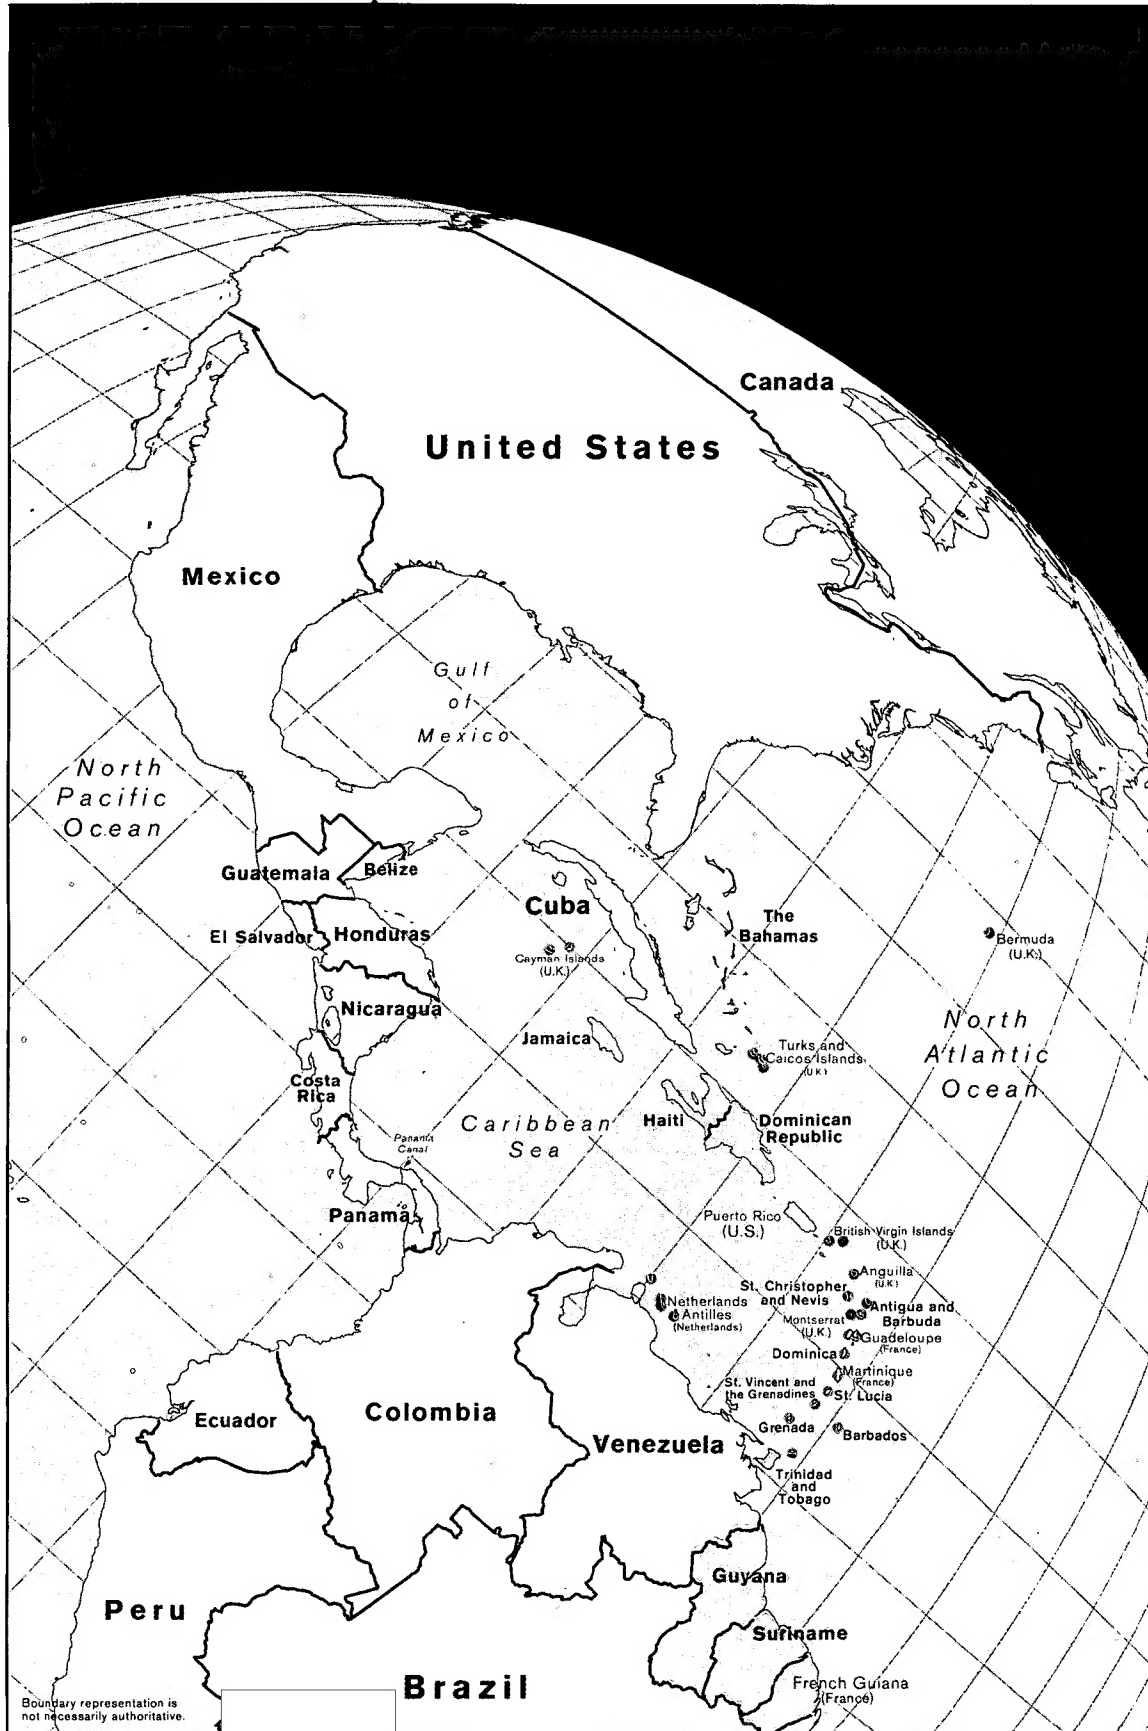 Canada
United States
Mexico
Gulf
of
Mexico
North
Pacific
Ocean
Guatemala
Belize
Cuba
The
Bahamas
Bermuda
(U.K.)
El Salvador
Honduras
Cayman Islands
(U.K.)
Nicaragua
Jamaica
Turks and
Caicos Islands
(U.K.)
North
Atlantic
Ocean
Costa
Rica
Haiti
Dominican
Republic
Caribbean
Sea
Panama
Canal
Panama
Puerto Rico
(U.S.)
British Virgin Islands
(U.K.)
Anguilla
(U.K.)
St. Christopher
and Nevis
Netherlands
Antilles
(Netherlands)
Antigua and
Barbuda
Montserrat
(U.K.)
Guadeloupe
(France)
Dominica
Martinique
(France)
St. Vincent and
the Grenadines
St. Lucia
Ecuador
Colombia
Grenada
Barbados
Venezuela
Trinidad
and
Tobago
Guyana
Peru
Suriname
Brazil
French Guiana
(France)
Boundary representation is
not necessarily authoritative.